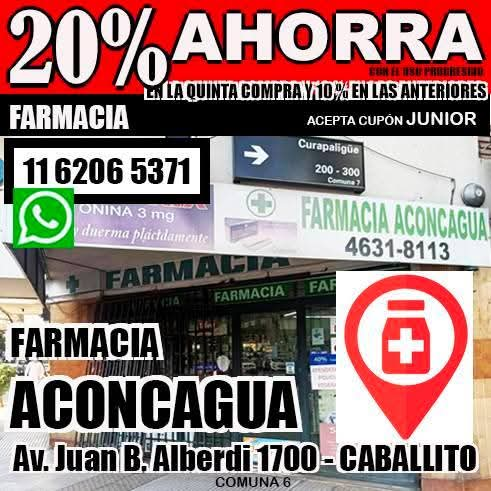 20% AHORRA
CON EL USO PROGRESIVO
EN LA QUINTA COMPRA Y 10% EN LAS ANTERIORES
FARMACIA
ACEPTA CUPÓN JUNIOR
11 6206 5371
Curapaligüe
200 - 300
Comuna 7
ONINA 3 mg
y duerma plácidamente
FARMACIA ACONCAGUA
4631-8113
FARMACIA
FARMACIA
FARMACIA
FARMACIA
ACONCAGUA
Av. Juan B. Alberdi 1700 - CABALLITO
COMUNA 6